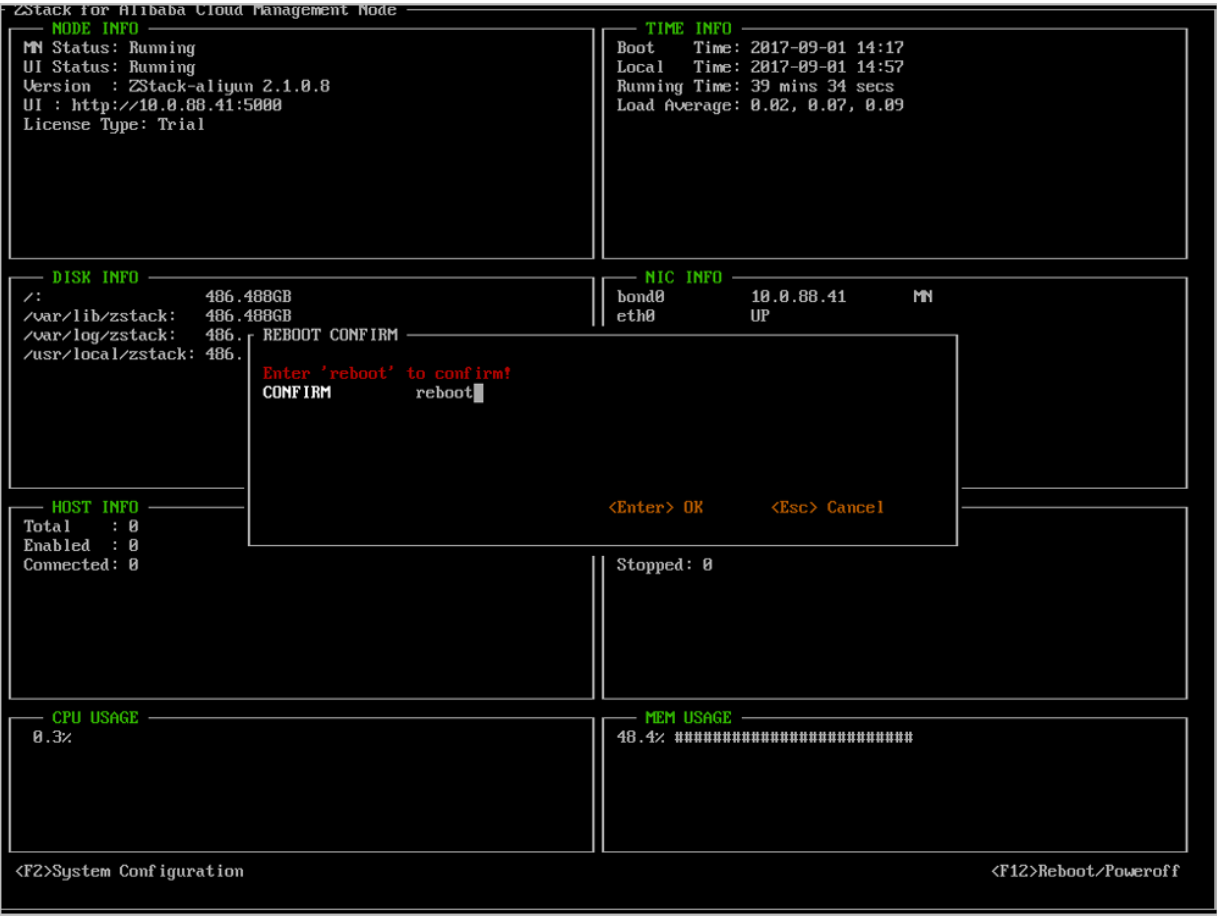 ZStack for Alibaba Cloud Management Node
NODE INFO
MN Status: Running
UI Status: Running
Version : ZStack-aliyun 2.1.0.8
UI : http://10.0.88.41:5000
License Type: Trial
TIME INFO
Boot Time: 2017-09-01 14:17
Local Time: 2017-09-01 14:57
Running Time: 39 mins 34 secs
Load Average: 0.02, 0.07, 0.09
DISK INFO
/: 486.488GB
/var/lib/zstack: 486.488GB
/var/log/zstack: 486.
/usr/local/zstack: 486.
NIC INFO
bond0 10.0.88.41 MN
eth0 UP
REBOOT CONFIRM
Enter 'reboot' to confirm!
CONFIRM reboot
<Enter> OK <Esc> Cancel
HOST INFO
Total : 0
Enabled : 0
Connected: 0
Stopped: 0
CPU USAGE
0.3%
MEM USAGE
48.4% #########################
<F2>System Configuration
<F12>Reboot/Poweroff